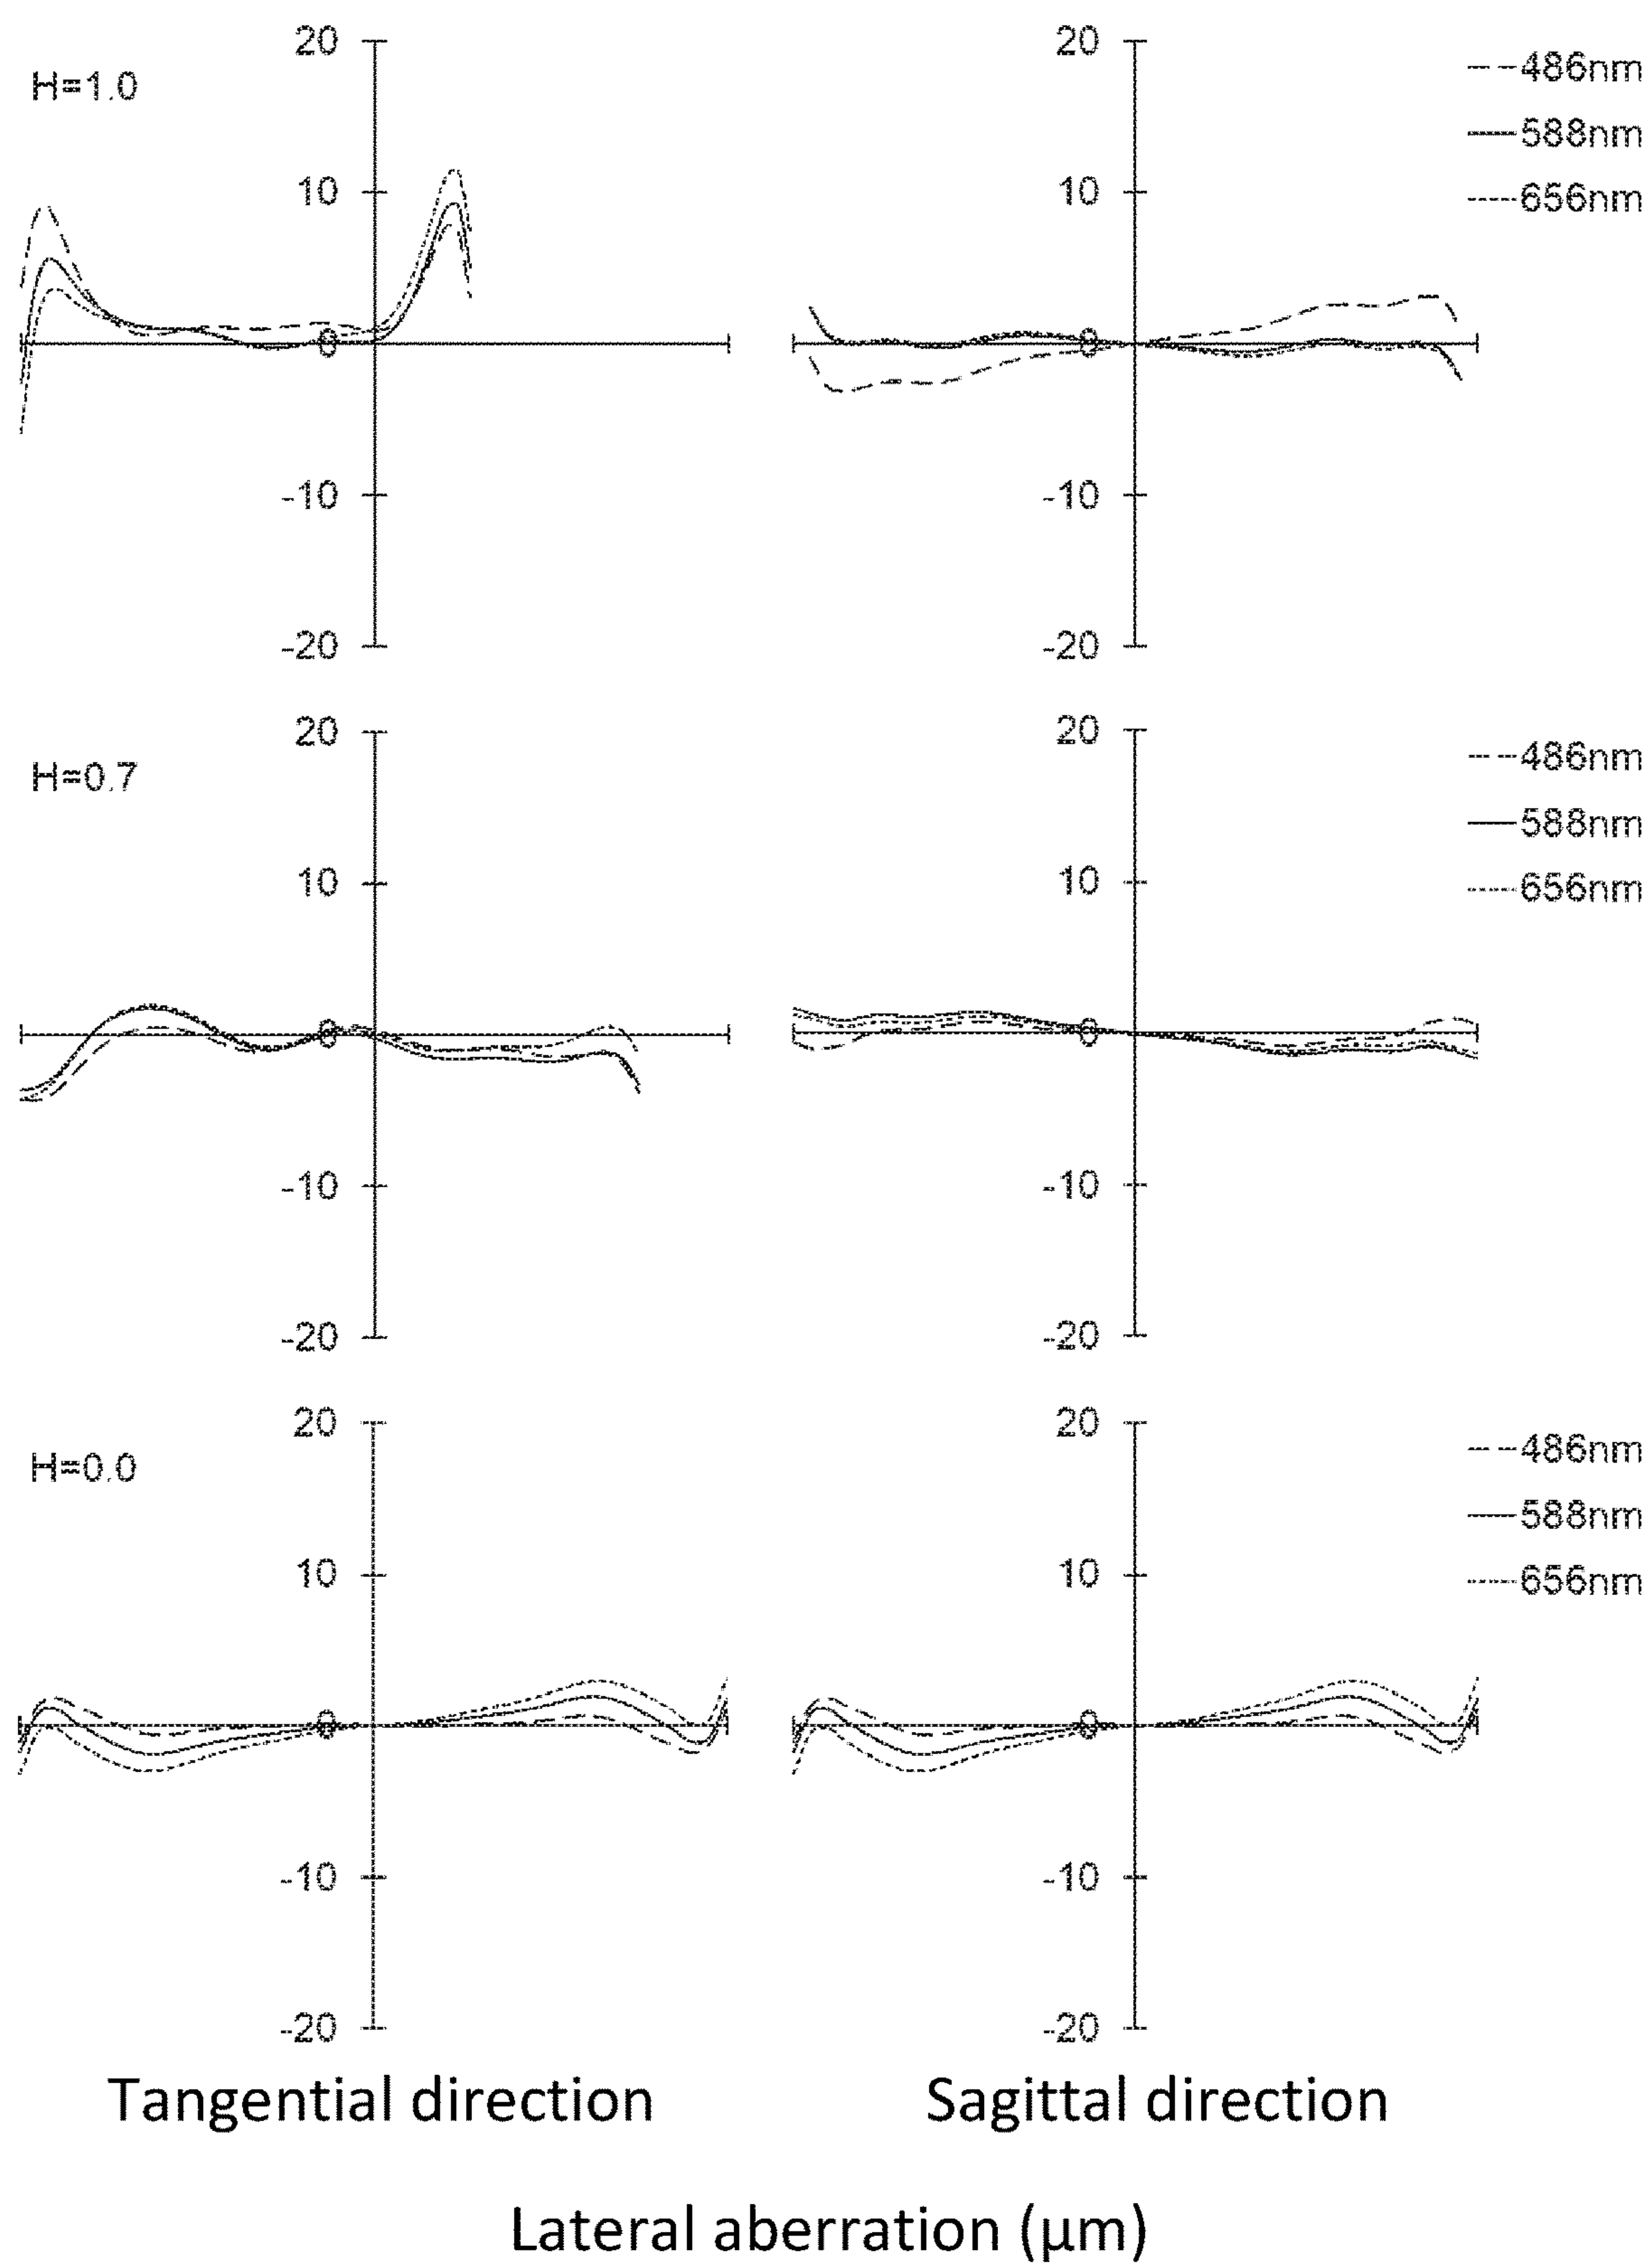 H=1.0
20
10
0
-10
-20
20
10
0
-10
-20
486nm
588nm
656nm
H=0.7
20
10
0
-10
-20
20
10
0
-10
-20
486nm
588nm
656nm
H=0.0
20
10
0
-10
-20
20
10
0
-10
-20
486nm
588nm
656nm
Tangential direction
Sagittal direction
Lateral aberration (μm)